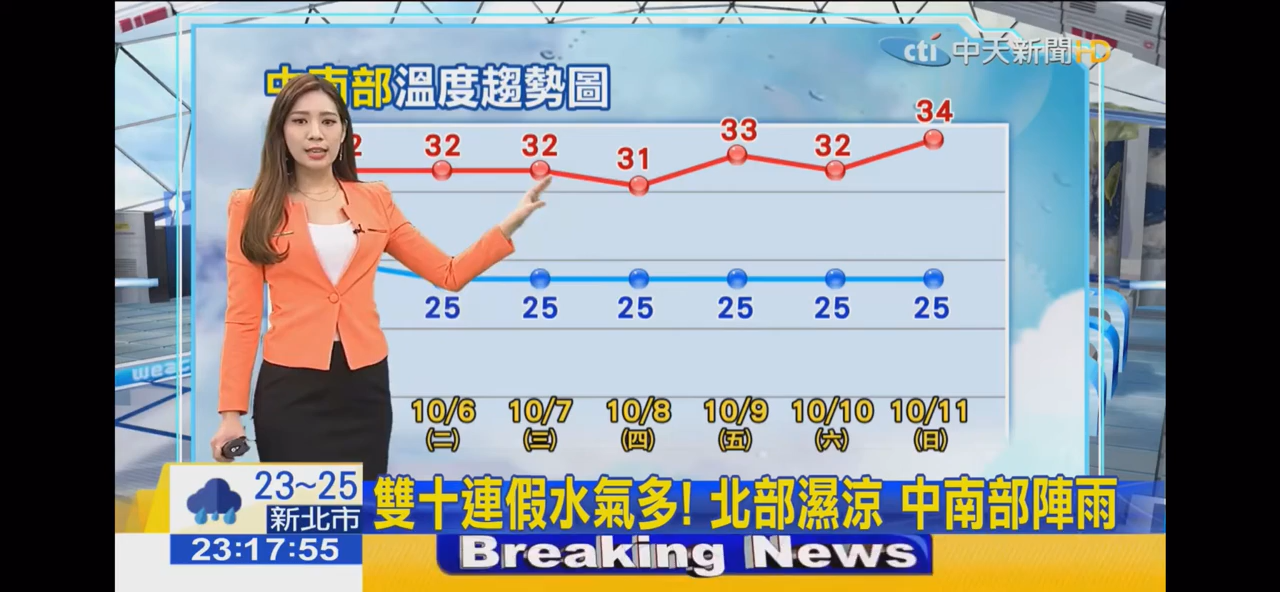 cti 中天新聞HD
中南部溫度趨勢圖
2 32 32 31 33 32 34
25 25 25 25 25 25
10/6 10/7 10/8 10/9 10/10 10/11
(二) (三) (四) (五) (六) (日)
wea
23~25
新北市
雙十連假水氣多! 北部濕涼 中南部陣雨
23:17:55
Breaking News